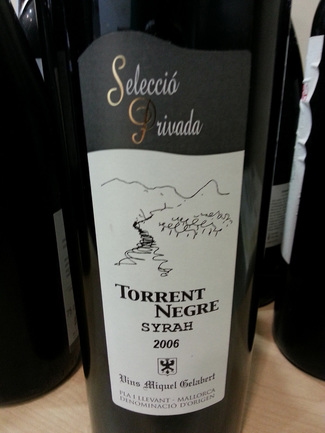 Selecció
Privada
TORRENT
NEGRE
SYRAH
2006
Vins Miquel Gelabert
PLA I LLEVANT - MALLORCA
DENOMINACIÓ D'ORIGEN